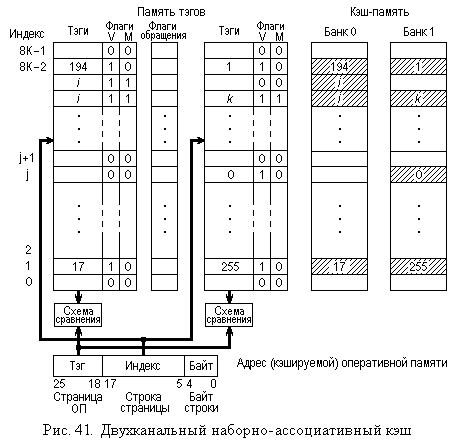 Память тэгов Кэш-память
Индекс Тэги Флаги V M Флаги обращения Тэги Флаги V M Банк 0 Банк 1
8K-1 0 0 0 0
8K-2 194 1 0 1 1 0 194 1
i 1 1 0 0 i
i 1 1 k 1 1 i k
j+1 0 0 0 0
j 0 0 0 1 0 0
2
1 17 1 0 255 1 0 17 255
0 0 0 0 0
Схема сравнения Схема сравнения
Тэг Индекс Байт Адрес (кэшируемой) оперативной памяти
25 18 17 5 4 0
Страница ОП Строка страницы Байт строки
Рис. 41. Двухканальный наборно-ассоциативный кэш